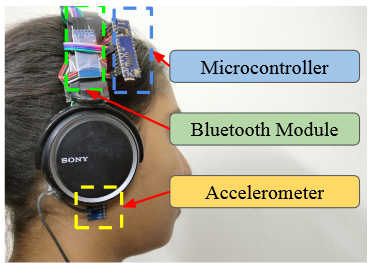 Microcontroller
Bluetooth Module
SONY
Accelerometer